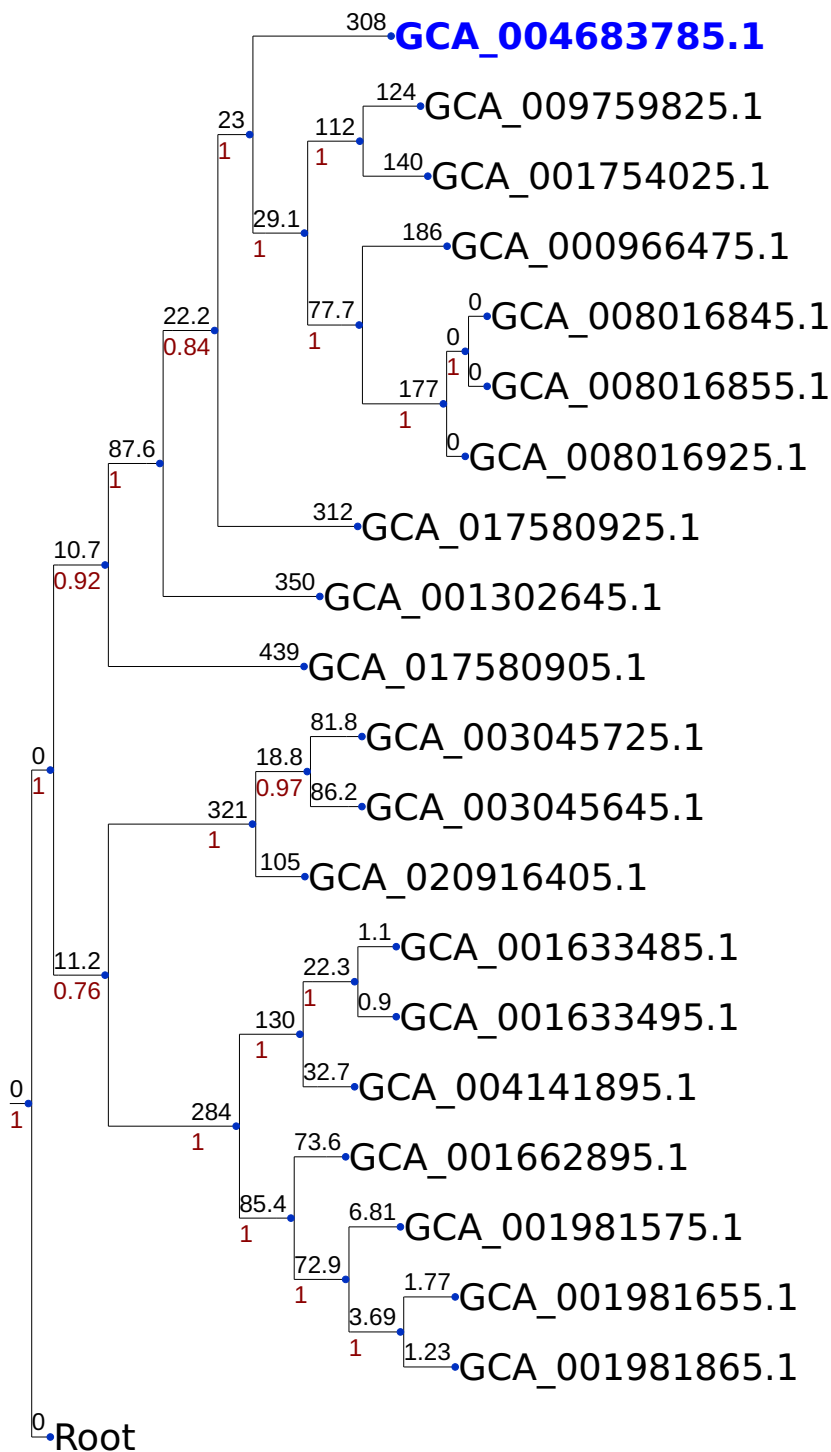 308
GCA_004683785.1
124
GCA_009759825.1
23
112
1
1
140
GCA_001754025.1
29.1
1
186
GCA_000966475.1
0
GCA_008016845.1
77.7
22.2
1
0
0.84
1
0
GCA_008016855.1
177
1
0
GCA_008016925.1
87.6
1
312
GCA_017580925.1
10.7
0.92
350
GCA_001302645.1
439
GCA_017580905.1
81.8
GCA_003045725.1
0
18.8
1
0.97
86.2
GCA_003045645.1
321
1
105
GCA_020916405.1
1.1
GCA_001633485.1
11.2
22.3
0.76
1
0.9
GCA_001633495.1
130
1
32.7
GCA_004141895.1
0
1
284
1
73.6
GCA_001662895.1
85.4
1
6.81
GCA_001981575.1
72.9
1
1.77
GCA_001981655.1
3.69
1
1.23
GCA_001981865.1
0
Root